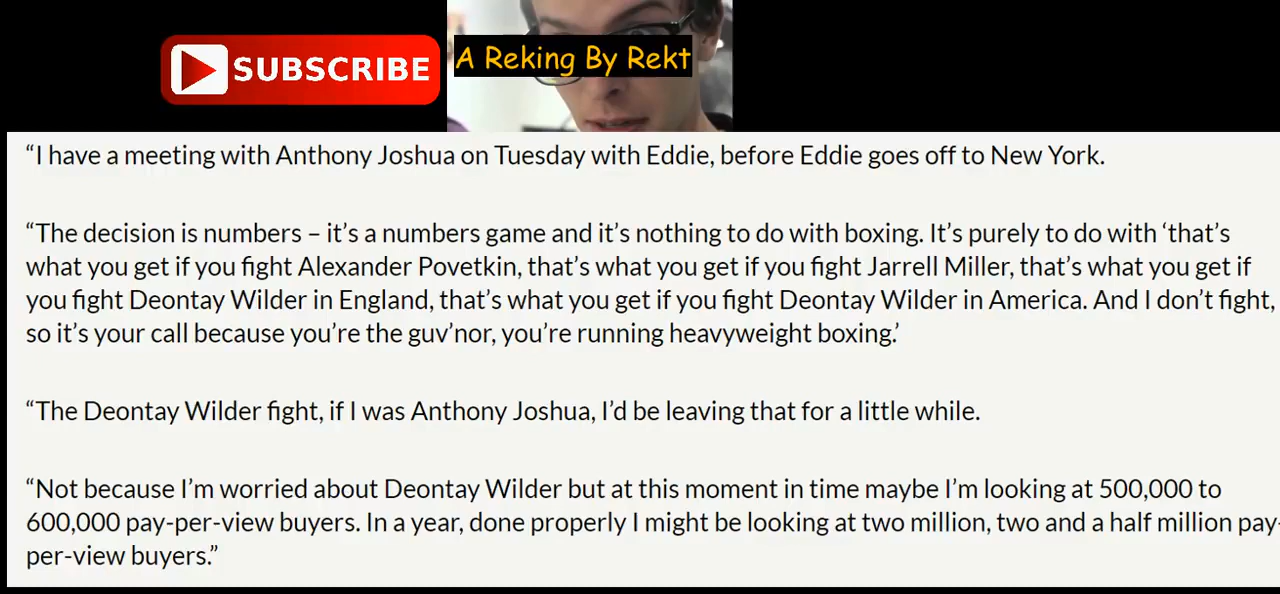 SUBSCRIBE
A Reking By Rekt
“I have a meeting with Anthony Joshua on Tuesday with Eddie, before Eddie goes off to New York.
“The decision is numbers – it’s a numbers game and it’s nothing to do with boxing. It’s purely to do with ‘that’s
what you get if you fight Alexander Povetkin, that’s what you get if you fight Jarrell Miller, that’s what you get if
you fight Deontay Wilder in England, that’s what you get if you fight Deontay Wilder in America. And I don’t fight,
so it’s your call because you’re the guv’nor, you’re running heavyweight boxing.’
“The Deontay Wilder fight, if I was Anthony Joshua, I’d be leaving that for a little while.
“Not because I’m worried about Deontay Wilder but at this moment in time maybe I’m looking at 500,000 to
600,000 pay-per-view buyers. In a year, done properly I might be looking at two million, two and a half million pay-
per-view buyers.”